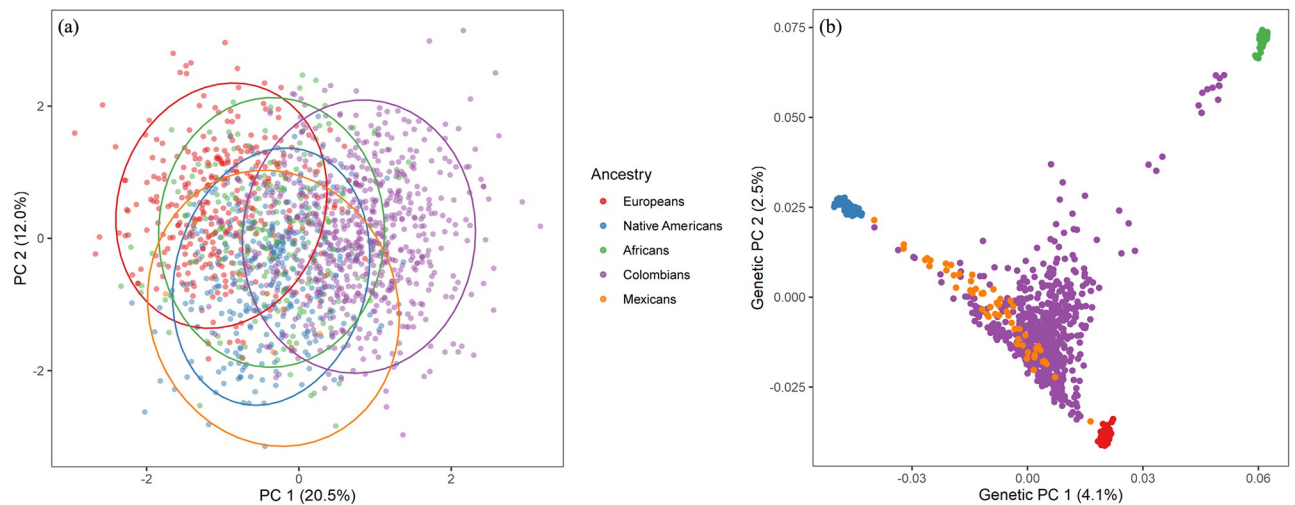 (a)
2
0
-2
PC 2 (12.0%)
-2
0
2
PC 1 (20.5%)
Ancestry
Europeans
Native Americans
Africans
Colombians
Mexicans
(b)
0.075
0.050
0.025
0.000
-0.025
Genetic PC 2 (2.5%)
-0.03
0.00
0.03
0.06
Genetic PC 1 (4.1%)